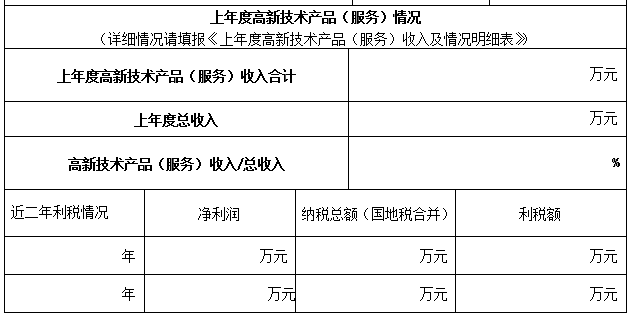 上年度高新技术产品（服务）情况
（详细情况请填报《上年度高新技术产品（服务）收入及情况明细表》）
上年度高新技术产品（服务）收入合计 万元
上年度总收入 万元
高新技术产品（服务）收入/总收入 %
近二年利税情况 净利润 纳税总额（国地税合并） 利税额
年 万元 万元 万元
年 万元 万元 万元